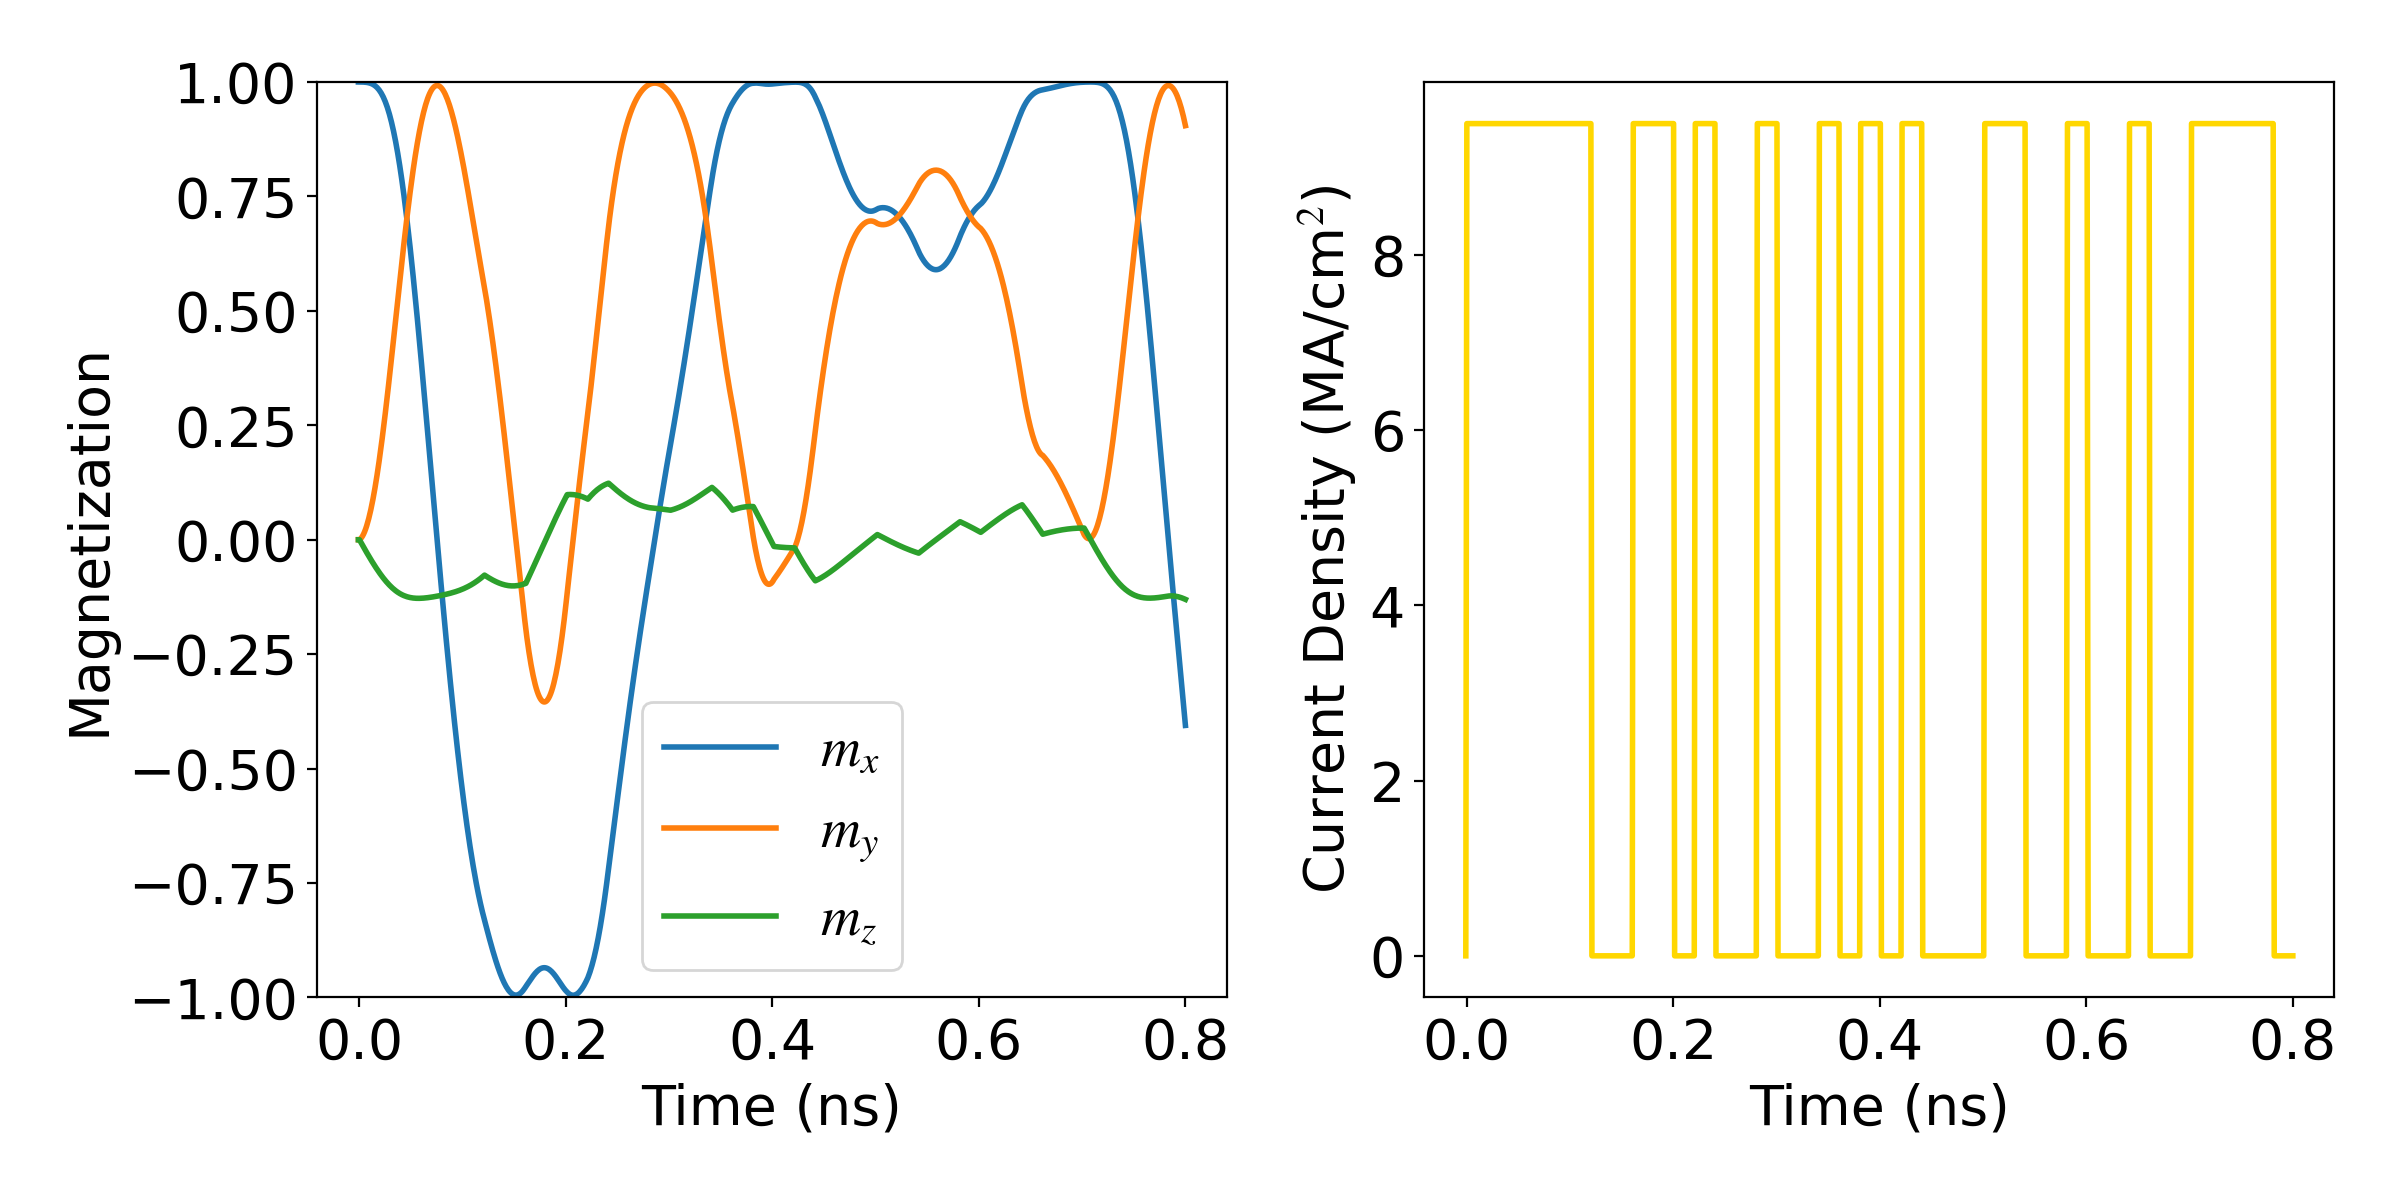 Magnetization
1.00
0.75
0.50
0.25
0.00
−0.25
−0.50
−0.75
−1.00
0.0 0.2 0.4 0.6 0.8
Time (ns)
m_x
m_y
m_z
Current Density (MA/cm²)
8
6
4
2
0
0.0 0.2 0.4 0.6 0.8
Time (ns)